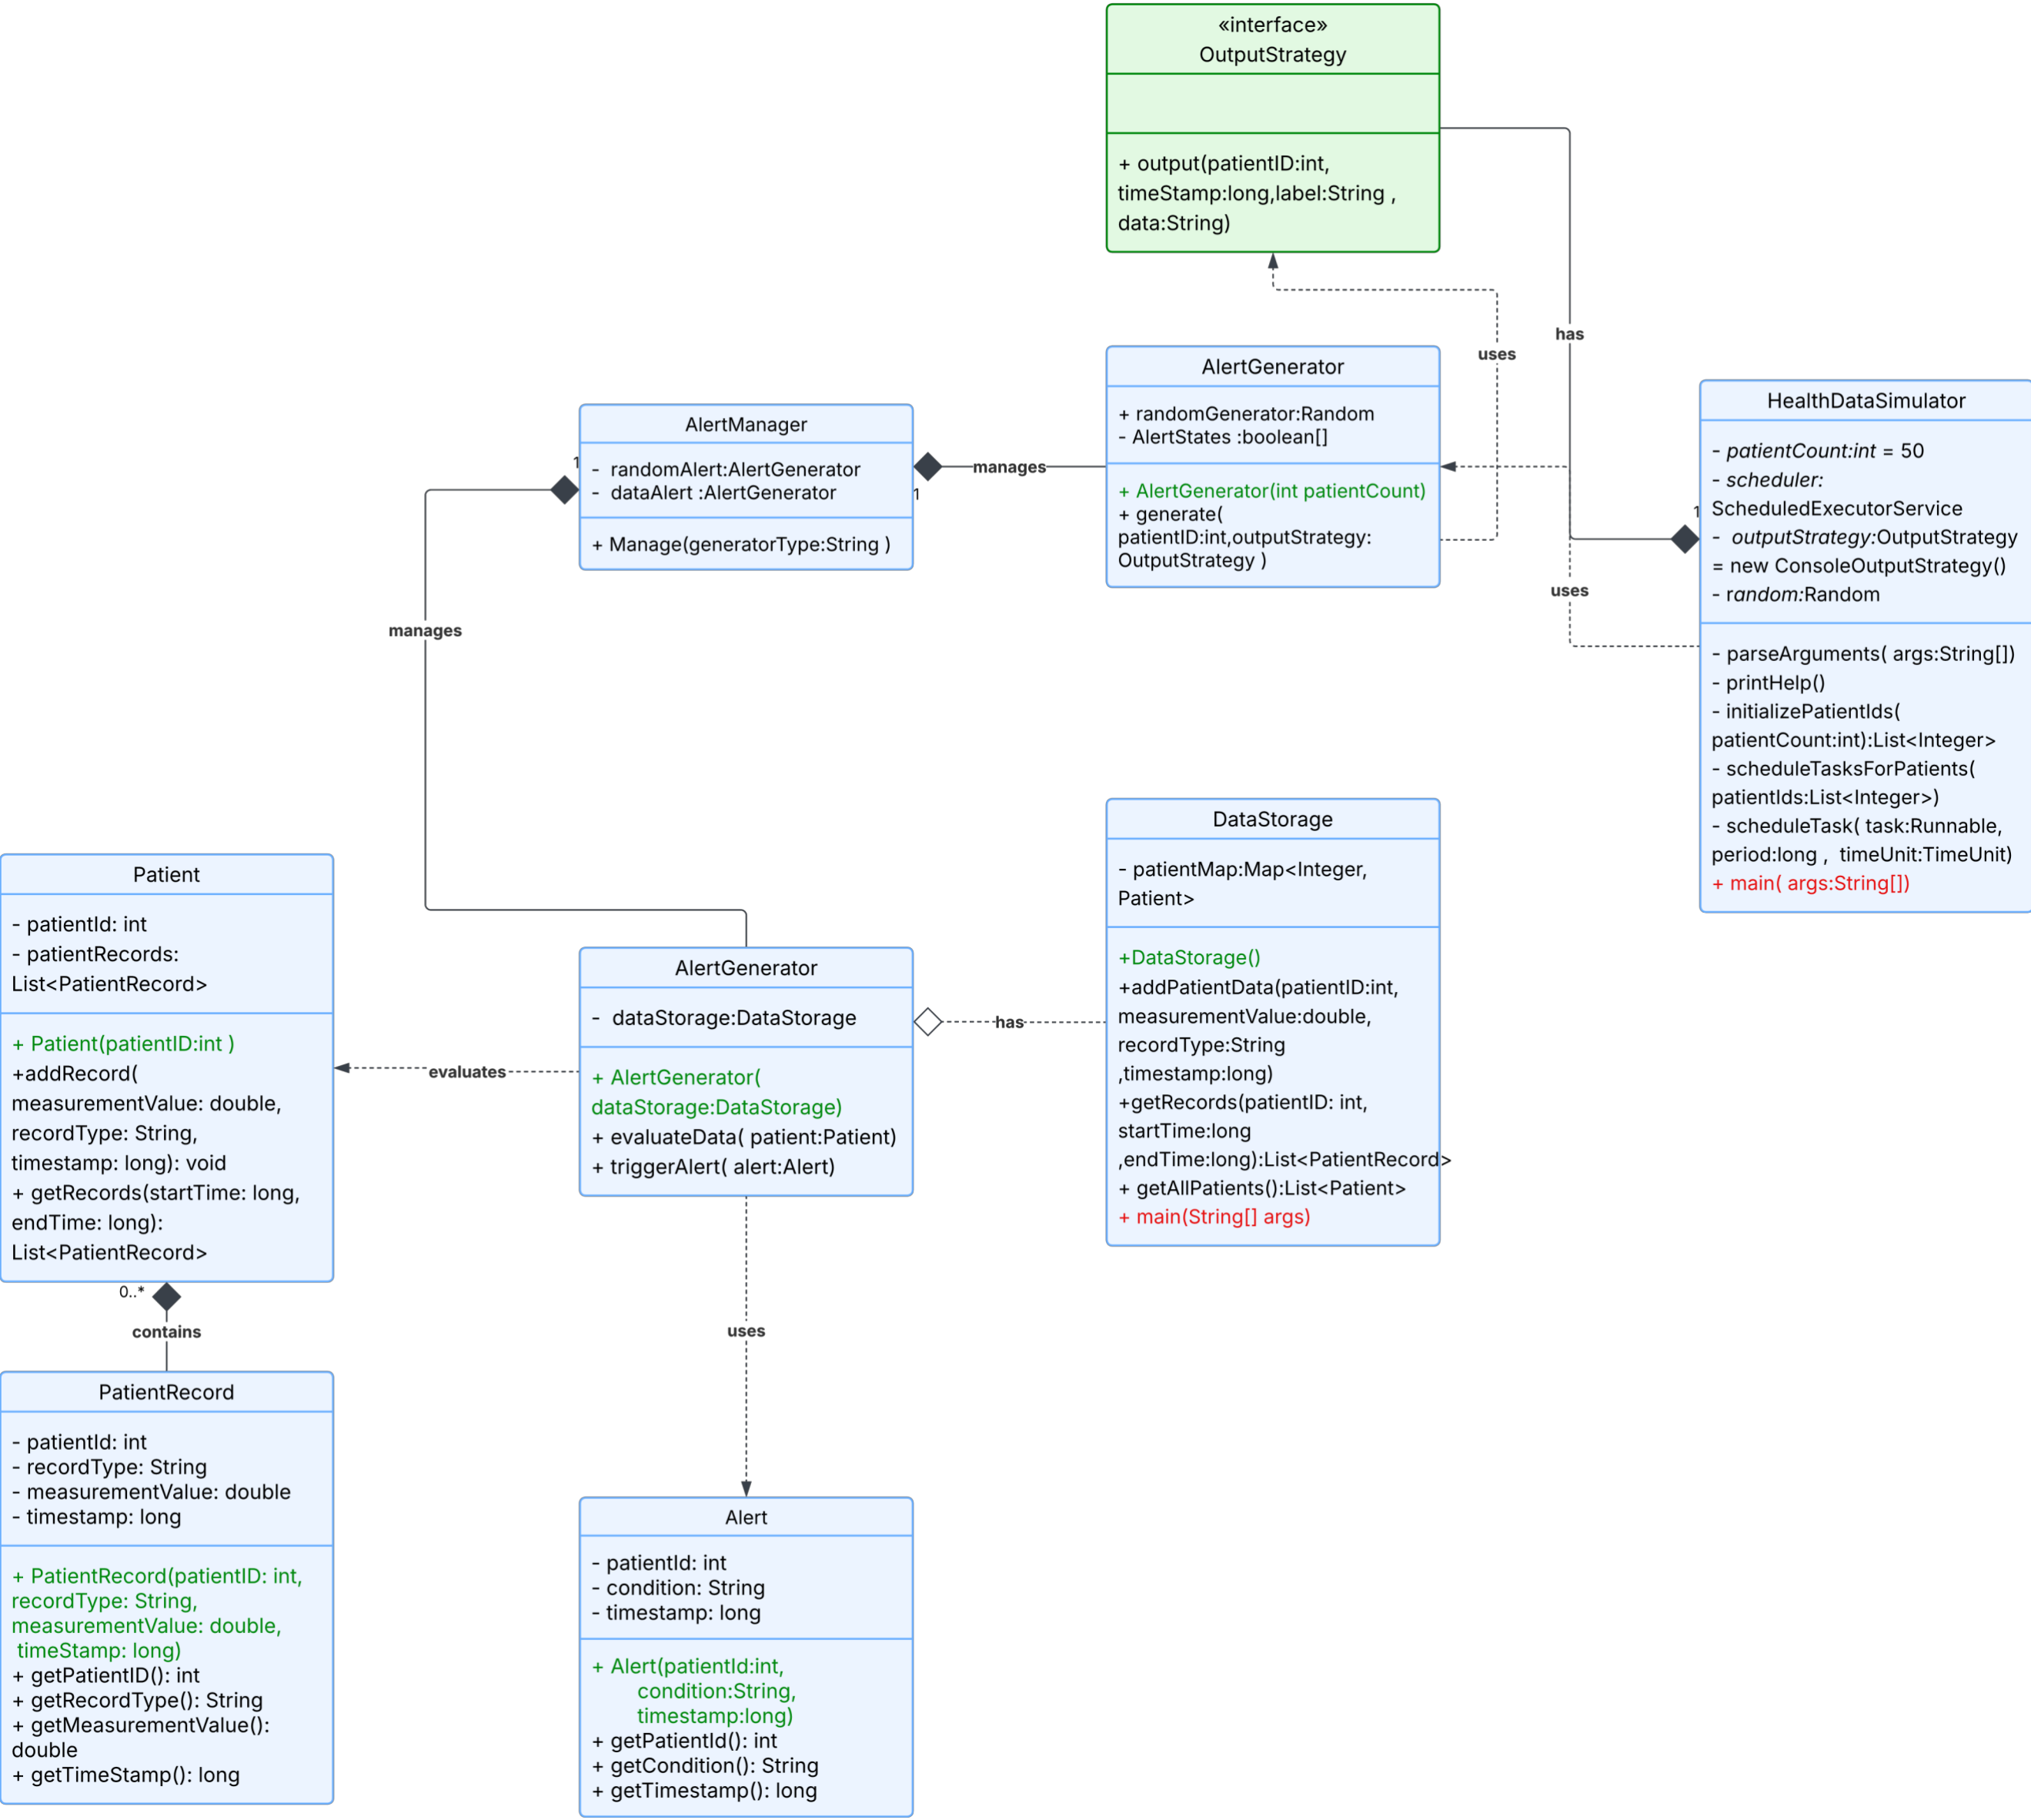 «interface»
OutputStrategy
+ output(patientID:int,
timeStamp:long,label:String ,
data:String)
has
uses
AlertGenerator
+ randomGenerator:Random
- AlertStates :boolean[]
+ AlertGenerator(int patientCount)
+ generate(
patientID:int,outputStrategy:
OutputStrategy )
HealthDataSimulator
- patientCount:int = 50
- scheduler:
ScheduledExecutorService
- outputStrategy:OutputStrategy
= new ConsoleOutputStrategy()
- random:Random
- parseArguments( args:String[])
- printHelp()
- initializePatientIds(
patientCount:int):List<Integer>
- scheduleTasksForPatients(
patientIds:List<Integer>)
- scheduleTask( task:Runnable,
period:long , timeUnit:TimeUnit)
+ main( args:String[])
1
uses
AlertManager
- randomAlert:AlertGenerator
- dataAlert :AlertGenerator
+ Manage(generatorType:String )
1
manages
1
manages
DataStorage
- patientMap:Map<Integer,
Patient>
+DataStorage()
+addPatientData(patientID:int,
measurementValue:double,
recordType:String
,timestamp:long)
+getRecords(patientID: int,
startTime:long
,endTime:long):List<PatientRecord>
+ getAllPatients():List<Patient>
+ main(String[] args)
Patient
- patientId: int
- patientRecords:
List<PatientRecord>
+ Patient(patientID:int )
+addRecord(
measurementValue: double,
recordType: String,
timestamp: long): void
+ getRecords(startTime: long,
endTime: long):
List<PatientRecord>
evaluates
AlertGenerator
- dataStorage:DataStorage
+ AlertGenerator(
dataStorage:DataStorage)
+ evaluateData( patient:Patient)
+ triggerAlert( alert:Alert)
has
0..*
contains
uses
PatientRecord
- patientId: int
- recordType: String
- measurementValue: double
- timestamp: long
+ PatientRecord(patientID: int,
recordType: String,
measurementValue: double,
timeStamp: long)
+ getPatientID(): int
+ getRecordType(): String
+ getMeasurementValue():
double
+ getTimeStamp(): long
Alert
- patientId: int
- condition: String
- timestamp: long
+ Alert(patientId:int,
condition:String,
timestamp:long)
+ getPatientId(): int
+ getCondition(): String
+ getTimestamp(): long